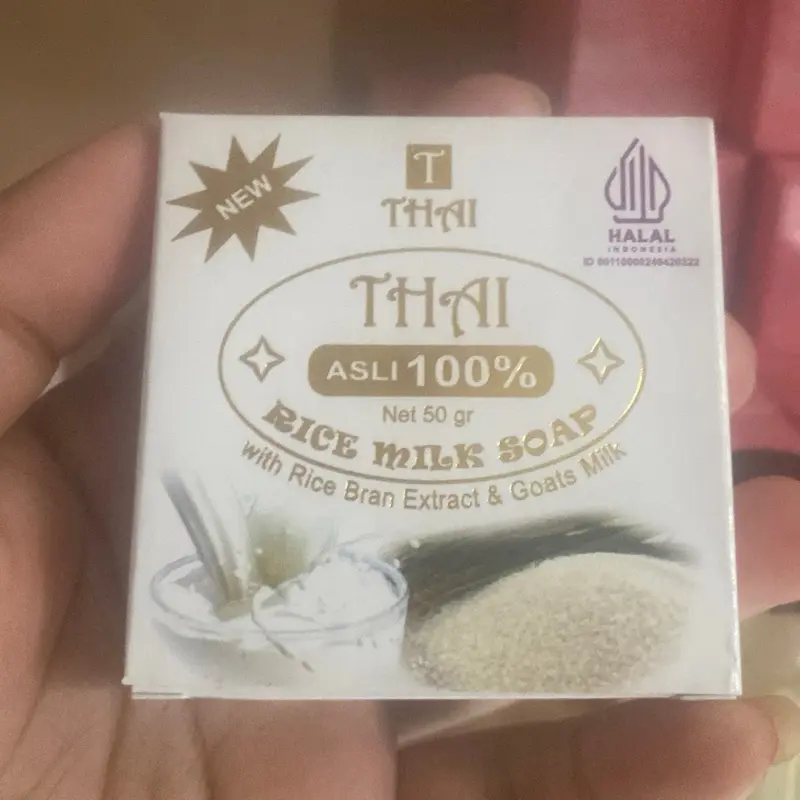 NEW
T
THAI
HALAL
INDONESIA
THAI
ASLI 100%
Net 50 gr
RICE MILK SOAP
with Rice Bran Extract & Goats Milk